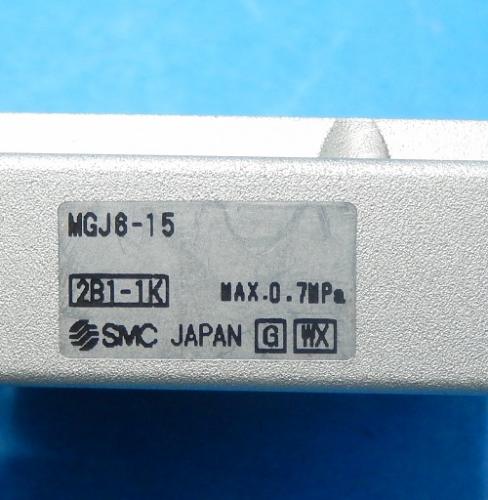 MGJ6-15
2B1-1K MAX.0.7MPa
SMC JAPAN G WX